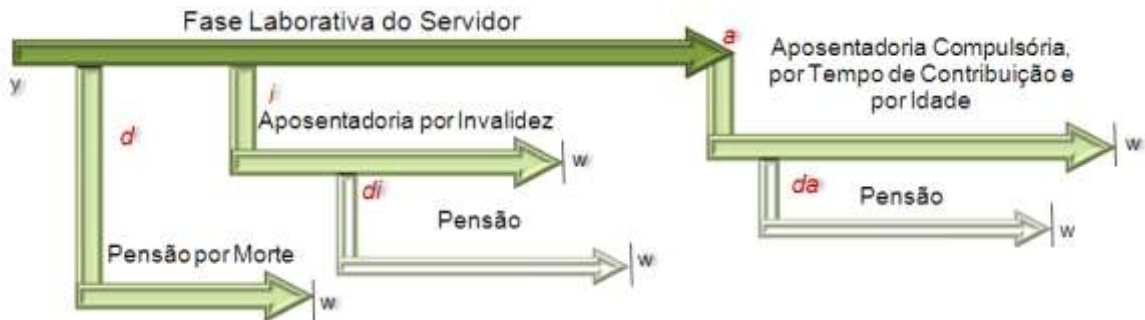 Fase Laborativa do Servidor
a
Aposentadoria Compulsória,
por Tempo de Contribuição e
por Idade
y
i
d
Aposentadoria por Invalidez
w
w
di
da
Pensão
Pensão
w
w
Pensão por Morte
w